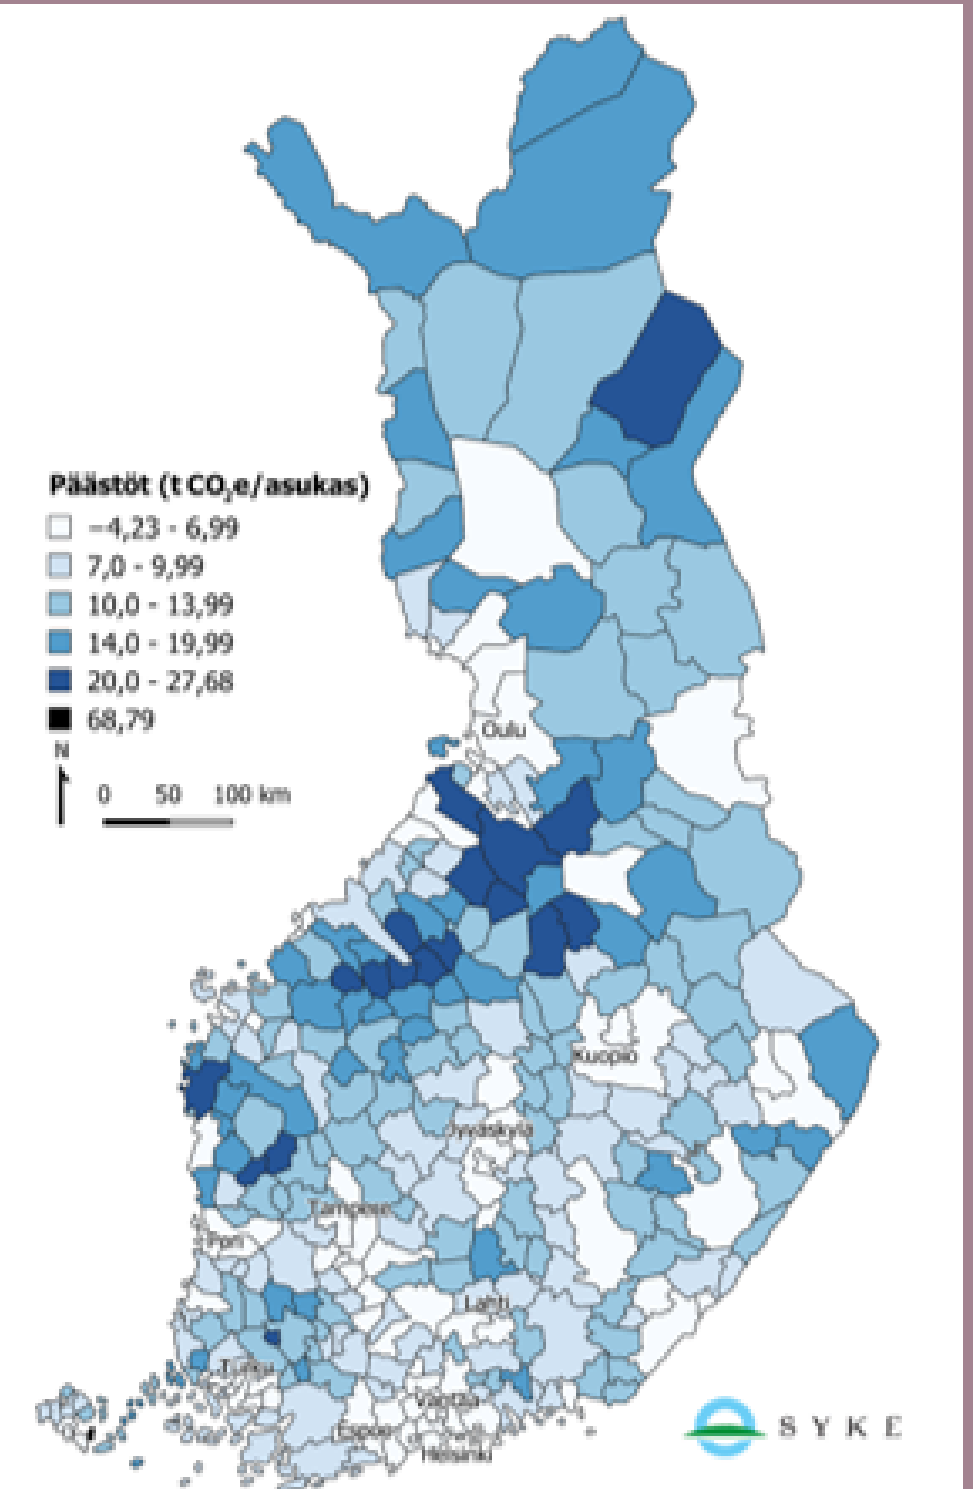 Päästöt (t CO₂e/asukas)
−4,23 - 6,99
7,0 - 9,99
10,0 - 13,99
14,0 - 19,99
20,0 - 27,68
68,79
N
0 50 100 km
Oulu
Kuopio
Jyväskylä
Tampere
Pori
Lahti
Turku
Vantaa
Espoo
Helsinki
SYKE